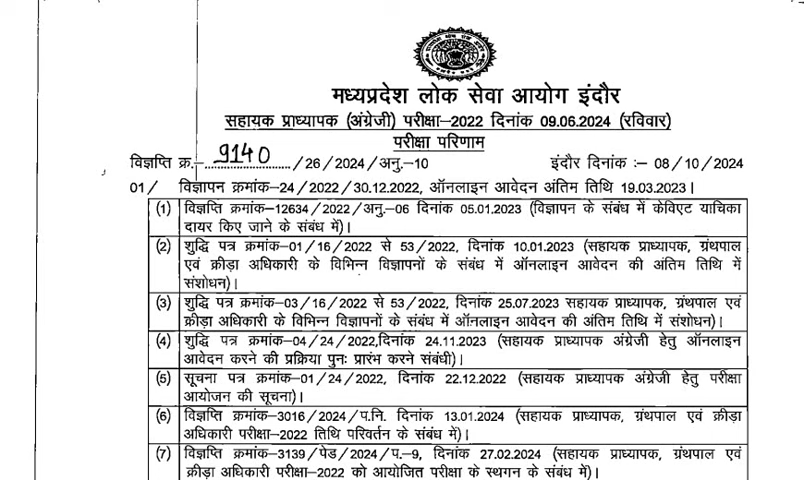 मध्यप्रदेश लोक सेवा आयोग इंदौर
सहायक प्राध्यापक (अंग्रेजी) परीक्षा–2022 दिनांक 09.06.2024 (रविवार)
परीक्षा परिणाम
विज्ञप्ति क्र.–...9140.../26/2024/अनु.–10 इंदौर दिनांक :– 08/10/2024
01/ विज्ञापन क्रमांक–24/2022/30.12.2022, ऑनलाइन आवेदन अंतिम तिथि 19.03.2023।
(1) विज्ञप्ति क्रमांक–12634/2022/अनु.–06 दिनांक 05.01.2023 (विज्ञापन के संबंध में केविएट याचिका
दायर किए जाने के संबंध में)।
(2) शुद्धि पत्र क्रमांक–01/16/2022 से 53/2022, दिनांक 10.01.2023 (सहायक प्राध्यापक, ग्रंथपाल
एवं क्रीड़ा अधिकारी के विभिन्न विज्ञापनों के संबंध में ऑनलाइन आवेदन की अंतिम तिथि में
संशोधन)।
(3) शुद्धि पत्र क्रमांक–03/16/2022 से 53/2022, दिनांक 25.07.2023 सहायक प्राध्यापक, ग्रंथपाल एवं
क्रीड़ा अधिकारी के विभिन्न विज्ञापनों के संबंध में ऑनलाइन आवेदन की अंतिम तिथि में संशोधन)।
(4) शुद्धि पत्र क्रमांक–04/24/2022,दिनांक 24.11.2023 (सहायक प्राध्यापक अंग्रेजी हेतु ऑनलाइन
आवेदन करने की प्रक्रिया पुनः प्रारंभ करने संबंधी)।
(5) सूचना पत्र क्रमांक–01/24/2022, दिनांक 22.12.2022 (सहायक प्राध्यापक अंग्रेजी हेतु परीक्षा
आयोजन की सूचना)।
(6) विज्ञप्ति क्रमांक–3016/2024/प.नि. दिनांक 13.01.2024 (सहायक प्राध्यापक, ग्रंथपाल एवं क्रीड़ा
अधिकारी परीक्षा–2022 तिथि परिवर्तन के संबंध में)।
(7) विज्ञप्ति क्रमांक–3139/पेड/2024/प.–9, दिनांक 27.02.2024 (सहायक प्राध्यापक, ग्रंथपाल एवं
क्रीड़ा अधिकारी परीक्षा–2022 को आयोजित परीक्षा के स्थगन के संबंध में)।